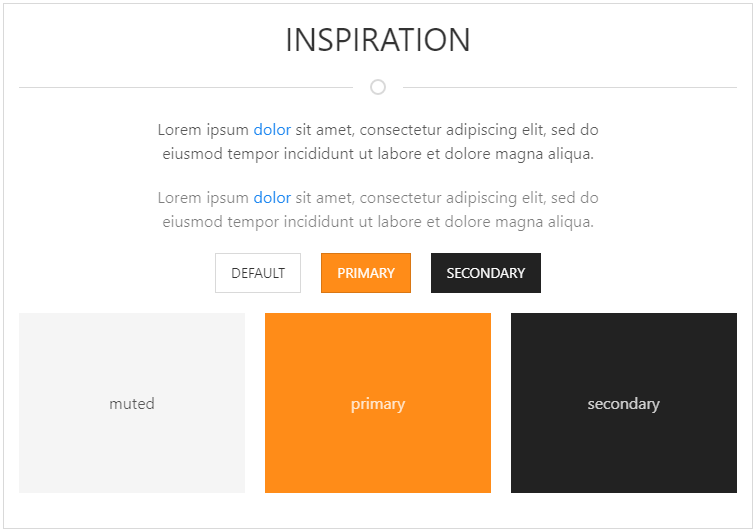 INSPIRATION
Lorem ipsum dolor sit amet, consectetur adipiscing elit, sed do
eiusmod tempor incididunt ut labore et dolore magna aliqua.
Lorem ipsum dolor sit amet, consectetur adipiscing elit, sed do
eiusmod tempor incididunt ut labore et dolore magna aliqua.
DEFAULT PRIMARY SECONDARY
muted primary secondary